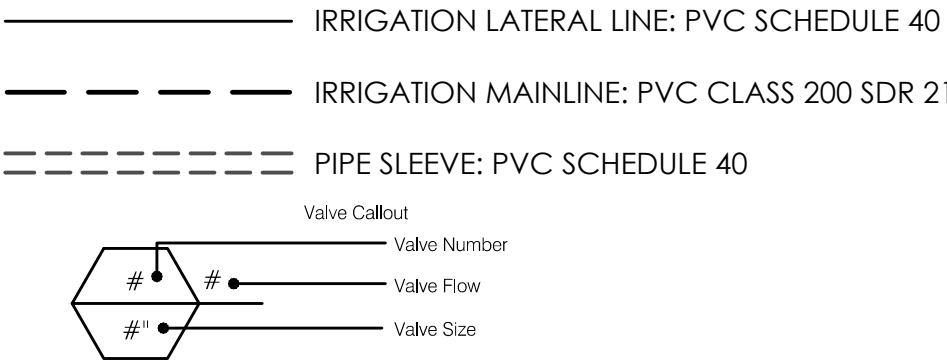 IRRIGATION LATERAL LINE: PVC SCHEDULE 40
IRRIGATION MAINLINE: PVC CLASS 200 SDR 21
PIPE SLEEVE: PVC SCHEDULE 40
Valve Callout
Valve Number
# #
Valve Flow
#"
Valve Size